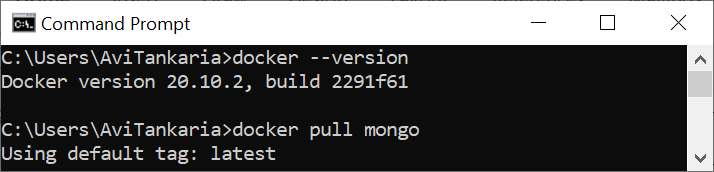 Command Prompt
C:\Users\AviTankaria>docker --version
Docker version 20.10.2, build 2291f61
C:\Users\AviTankaria>docker pull mongo
Using default tag: latest